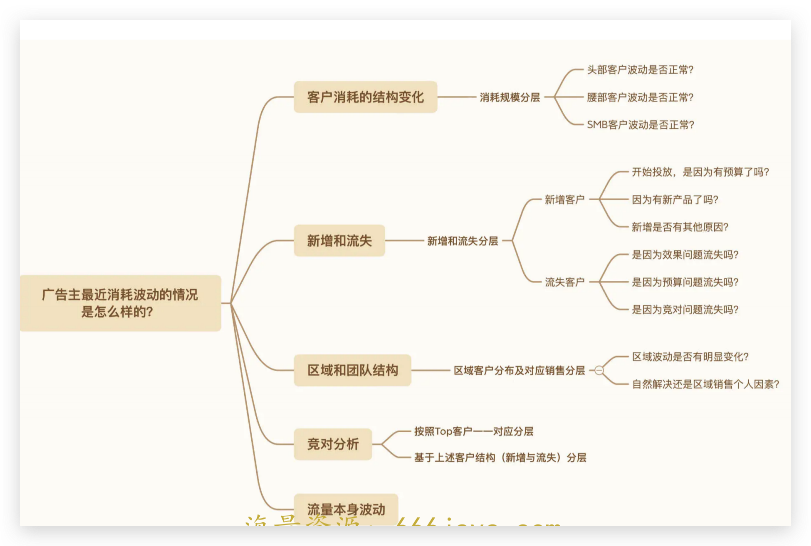 广告主最近消耗波动的情况
是怎么样的？
客户消耗的结构变化
消耗规模分层
头部客户波动是否正常？
腰部客户波动是否正常？
SMB客户波动是否正常？
新增和流失
新增和流失分层
新增客户
开始投放，是因为有预算了吗？
因为有新产品了吗？
新增是否有其他原因？
流失客户
是因为效果问题流失吗？
是因为预算问题流失吗？
是因为竞对问题流失吗？
区域和团队结构
区域客户分布及对应销售分层
区域波动是否有明显变化？
自然解决还是区域销售个人因素？
竞对分析
按照Top客户一一对应分层
基于上述客户结构（新增与流失）分层
流量本身波动